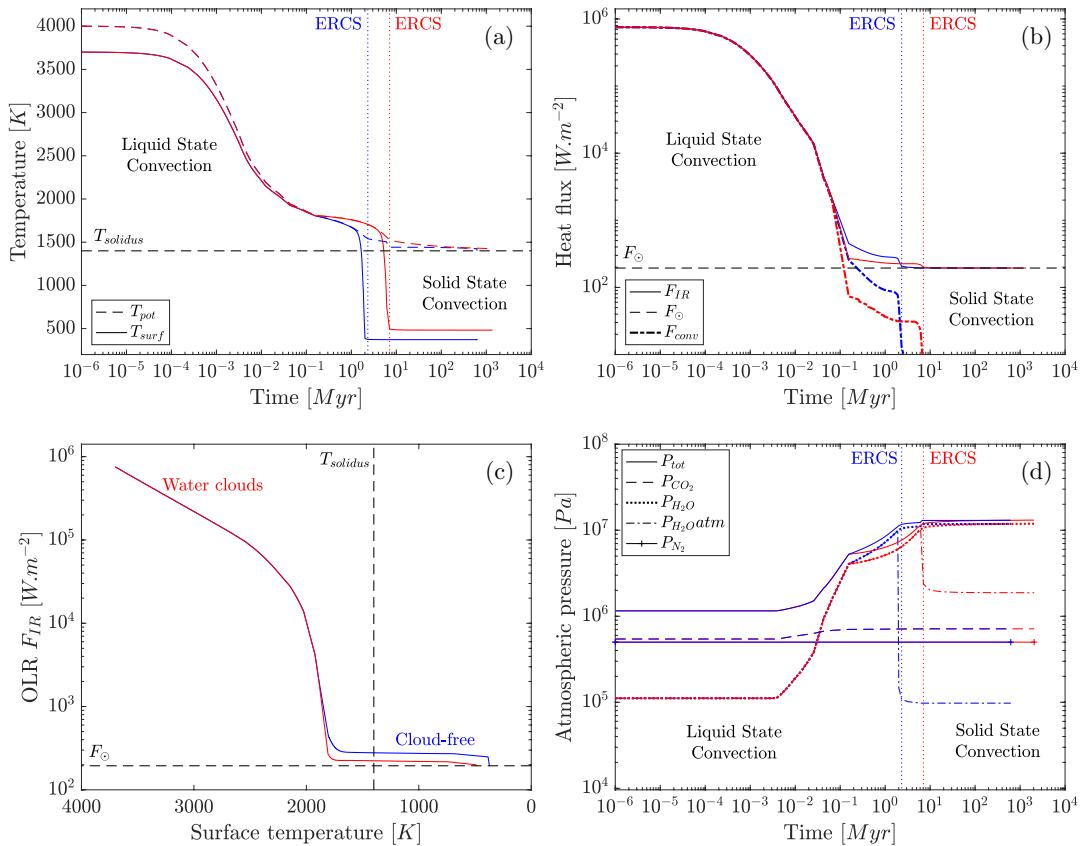 ERCS ERCS
(a)
4000
3500
3000
2500
2000
1500
1000
500
Temperature [K]
Liquid State
Convection
T_solidus
Solid State
Convection
T_pot
T_surf
10^-6 10^-5 10^-4 10^-3 10^-2 10^-1 10^0 10^1 10^2 10^3 10^4
Time [Myr]
ERCS ERCS
(b)
10^6
10^4
10^2
Heat flux [W.m^-2]
Liquid State
Convection
F_⊙
Solid State
Convection
F_IR
F_⊙
F_conv
10^-6 10^-5 10^-4 10^-3 10^-2 10^-1 10^0 10^1 10^2 10^3 10^4
Time [Myr]
(c)
10^6
10^5
10^4
10^3
10^2
OLR F_IR [W.m^-2]
T_solidus
Water clouds
Cloud-free
F_⊙
4000 3000 2000 1000 0
Surface temperature [K]
ERCS ERCS
(d)
10^8
10^7
10^6
10^5
10^4
Atmospheric pressure [Pa]
P_tot
P_CO_2
P_H_2O
P_H_2Oatm
P_N_2
Liquid State
Convection
Solid State
Convection
10^-6 10^-5 10^-4 10^-3 10^-2 10^-1 10^0 10^1 10^2 10^3 10^4
Time [Myr]